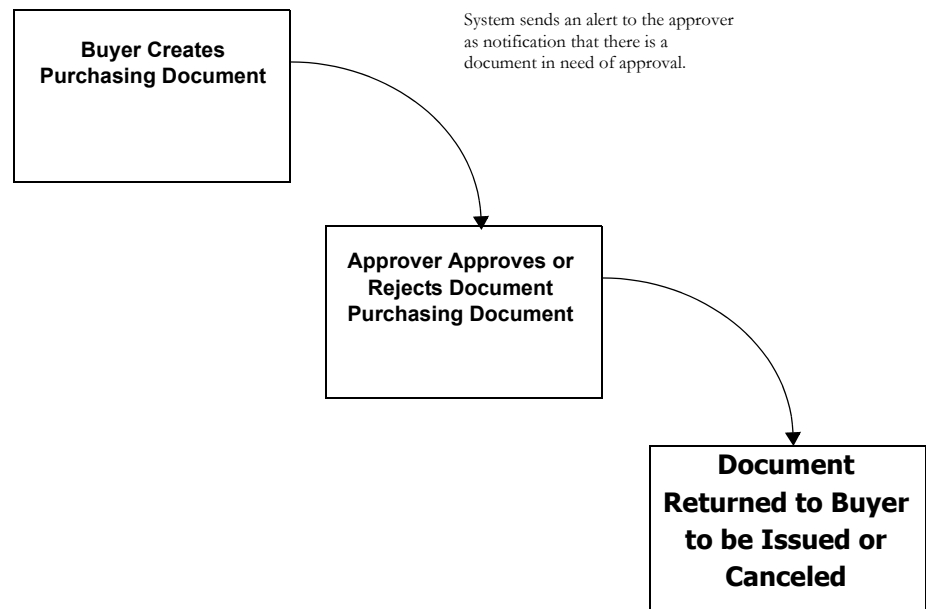 Buyer Creates
Purchasing Document
System sends an alert to the approver
as notification that there is a
document in need of approval.
Approver Approves or
Rejects Document
Purchasing Document
Document
Returned to Buyer
to be Issued or
Canceled